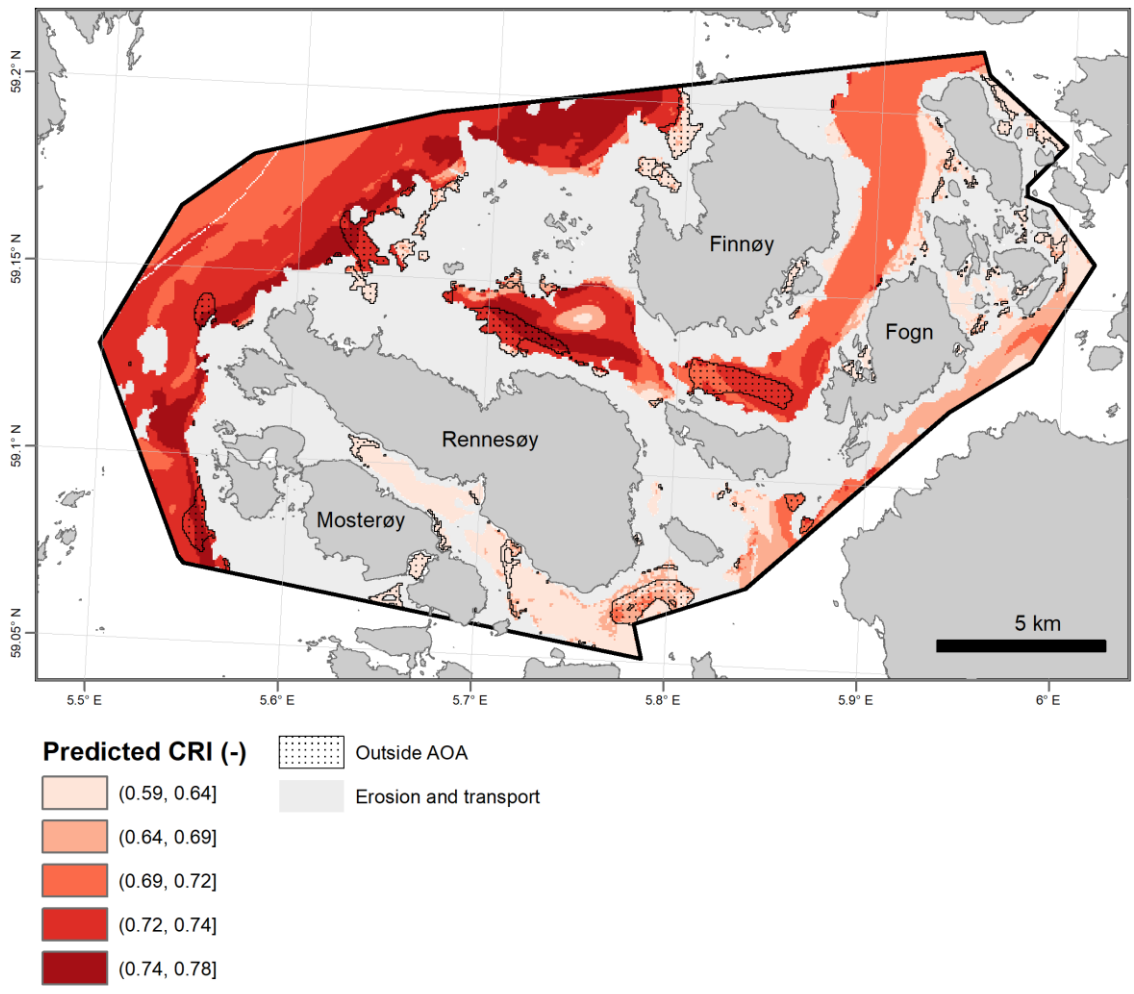 59.2° N
59.15° N
59.1° N
59.05° N
Finnøy
Fogn
Rennesøy
Mosterøy
5 km
5.5° E
5.6° E
5.7° E
5.8° E
5.9° E
6° E
Predicted CRI (-)
(0.59, 0.64]
(0.64, 0.69]
(0.69, 0.72]
(0.72, 0.74]
(0.74, 0.78]
Outside AOA
Erosion and transport